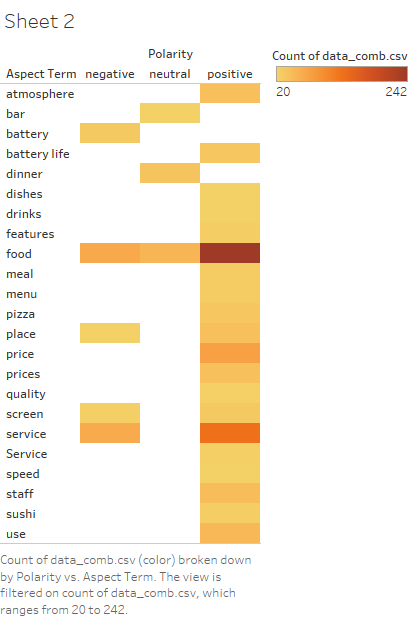 Sheet 2
Polarity
Count of data_comb.csv
Aspect Term negative neutral positive
20 242
atmosphere
bar
battery
battery life
dinner
dishes
drinks
features
food
meal
menu
pizza
place
price
prices
quality
screen
service
Service
speed
staff
sushi
use
Count of data_comb.csv (color) broken down
by Polarity vs. Aspect Term. The view is
filtered on count of data_comb.csv, which
ranges from 20 to 242.